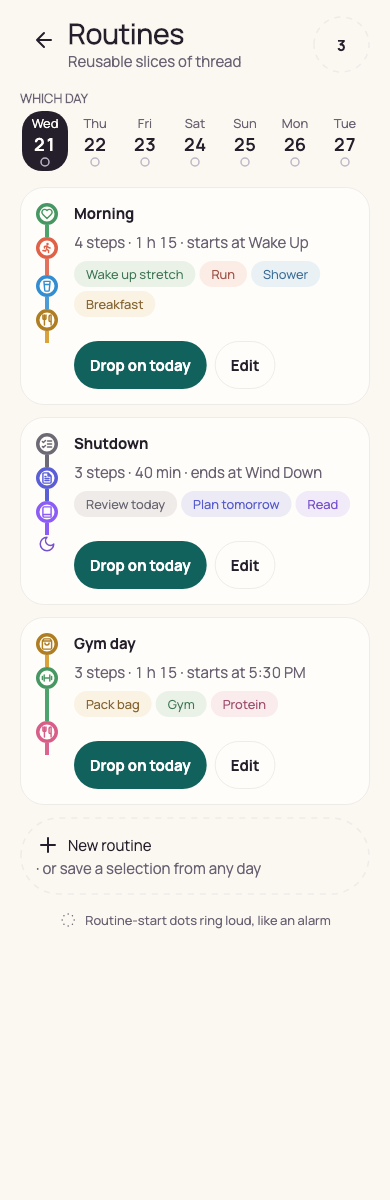 Routines
Reusable slices of thread
3
WHICH DAY
Wed Thu Fri Sat Sun Mon Tue
21 22 23 24 25 26 27
Morning
4 steps · 1 h 15 · starts at Wake Up
Wake up stretch Run Shower
Breakfast
Drop on today Edit
Shutdown
3 steps · 40 min · ends at Wind Down
Review today Plan tomorrow Read
Drop on today Edit
Gym day
3 steps · 1 h 15 · starts at 5:30 PM
Pack bag Gym Protein
Drop on today Edit
New routine
· or save a selection from any day
Routine-start dots ring loud, like an alarm